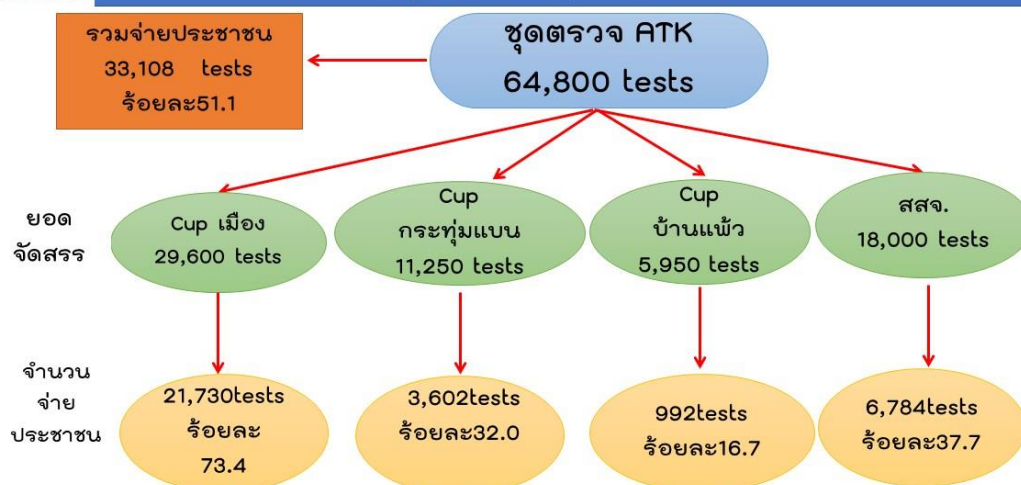 รวมจ่ายประชาชน
33,108 tests
ร้อยละ51.1
ชุดตรวจ ATK
64,800 tests
ยอด
จัดสรร
Cup เมือง
29,600 tests
Cup
กระทุ่มแบน
11,250 tests
Cup
บ้านแพ้ว
5,950 tests
สสจ.
18,000 tests
จำนวน
จ่าย
ประชาชน
21,730tests
ร้อยละ
73.4
3,602tests
ร้อยละ32.0
992tests
ร้อยละ16.7
6,784tests
ร้อยละ37.7